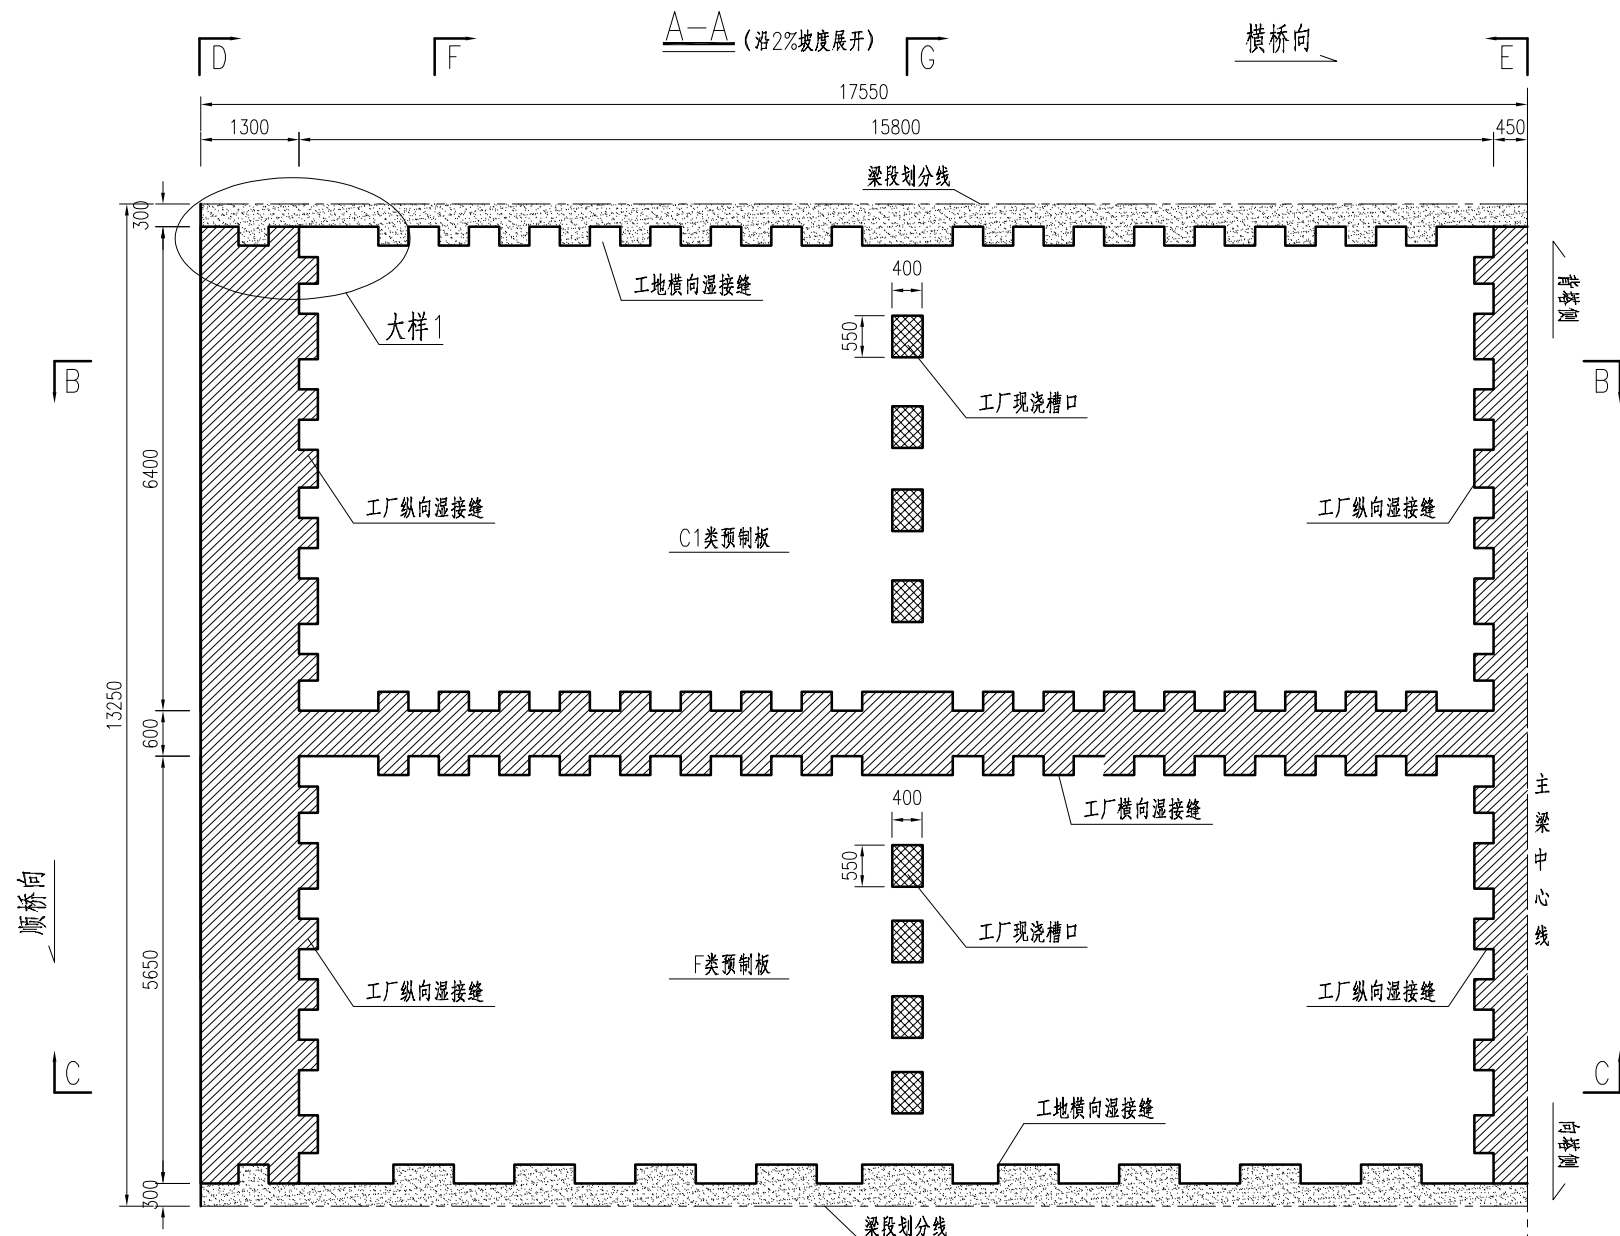 A-A (沿2%坡度展开)
横桥向
D
F
G
E
17550
1300
15800
450
梁段划分线
300
工地横向湿接缝
400
背塔侧
大样1
550
B
B
工厂现浇槽口
6400
工厂纵向湿接缝
工厂纵向湿接缝
C1类预制板
13250
600
400
工厂横向湿接缝
主梁中心线
550
顺桥向
工厂现浇槽口
F类预制板
5650
工厂纵向湿接缝
工厂纵向湿接缝
C
C
工地横向湿接缝
向塔侧
300
梁段划分线